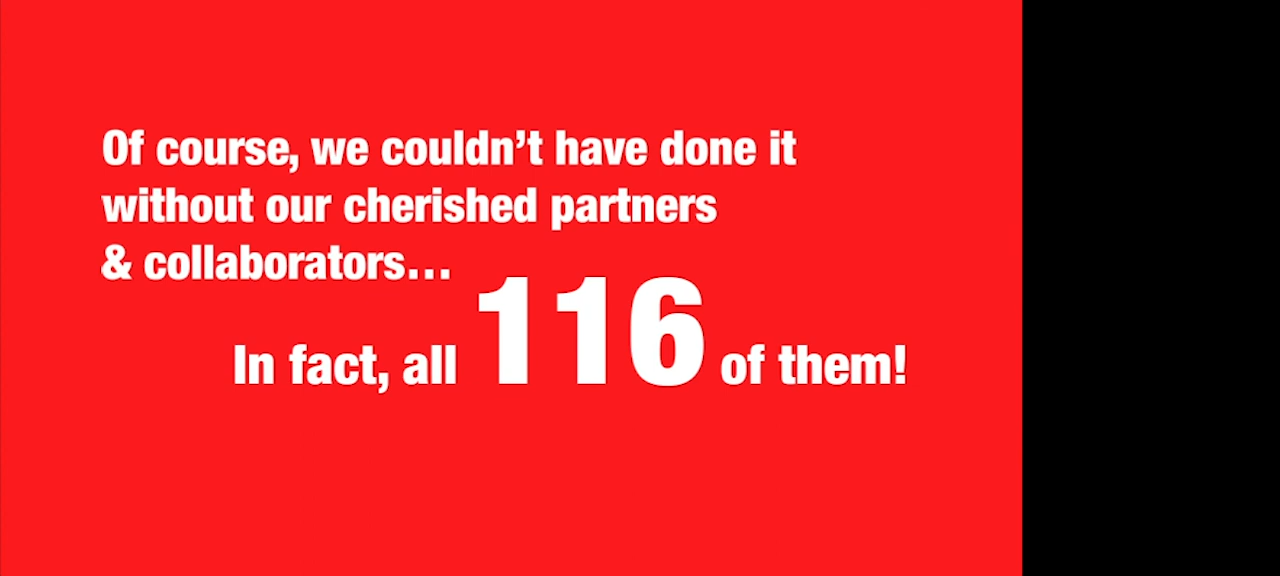 Of course, we couldn’t have done it
without our cherished partners
& collaborators…
In fact, all 116 of them!